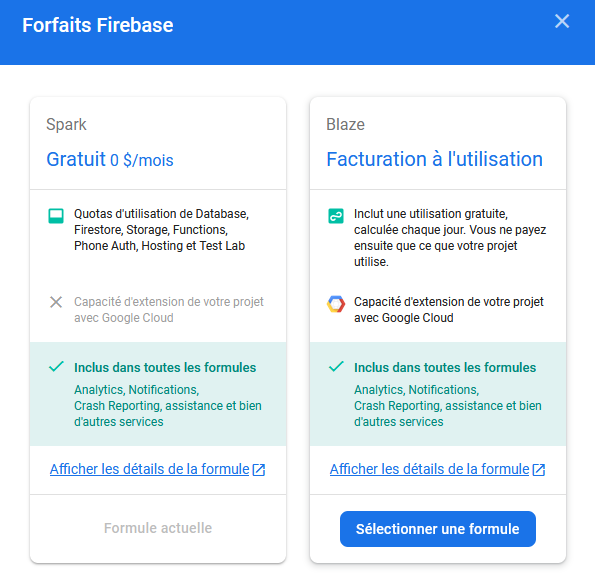 Forfaits Firebase
Spark
Gratuit 0 $/mois
Quotas d'utilisation de Database,
Firestore, Storage, Functions,
Phone Auth, Hosting et Test Lab
Capacité d'extension de votre projet
avec Google Cloud
Inclus dans toutes les formules
Analytics, Notifications,
Crash Reporting, assistance et bien
d'autres services
Afficher les détails de la formule
Formule actuelle
Blaze
Facturation à l'utilisation
Inclut une utilisation gratuite,
calculée chaque jour. Vous ne payez
ensuite que ce que votre projet
utilise.
Capacité d'extension de votre projet
avec Google Cloud
Inclus dans toutes les formules
Analytics, Notifications,
Crash Reporting, assistance et bien
d'autres services
Afficher les détails de la formule
Sélectionner une formule